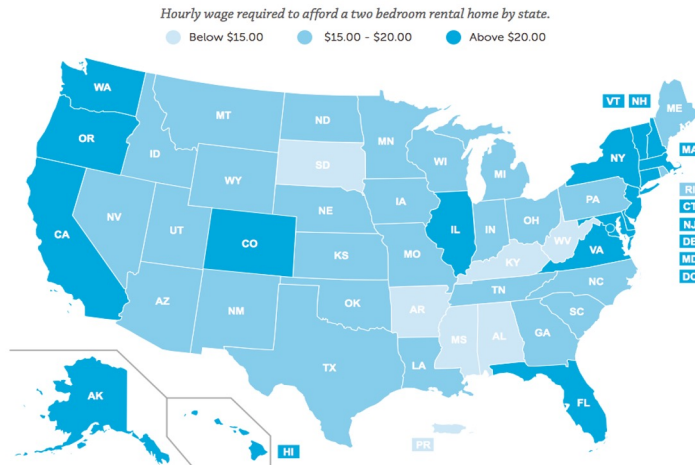 Hourly wage required to afford a two bedroom rental home by state.
Below $15.00 $15.00 - $20.00 Above $20.00
WA
MT
ND
MN
VT NH
ME
OR
ID
WY
SD
WI
MI
NY
MA
RI
CT
NJ
DE
MD
DC
NV
UT
CO
NE
IA
IL
IN
OH
PA
CA
KS
MO
KY
WV
VA
AZ
NM
OK
AR
TN
NC
SC
TX
LA
MS
AL
GA
FL
AK
HI
PR